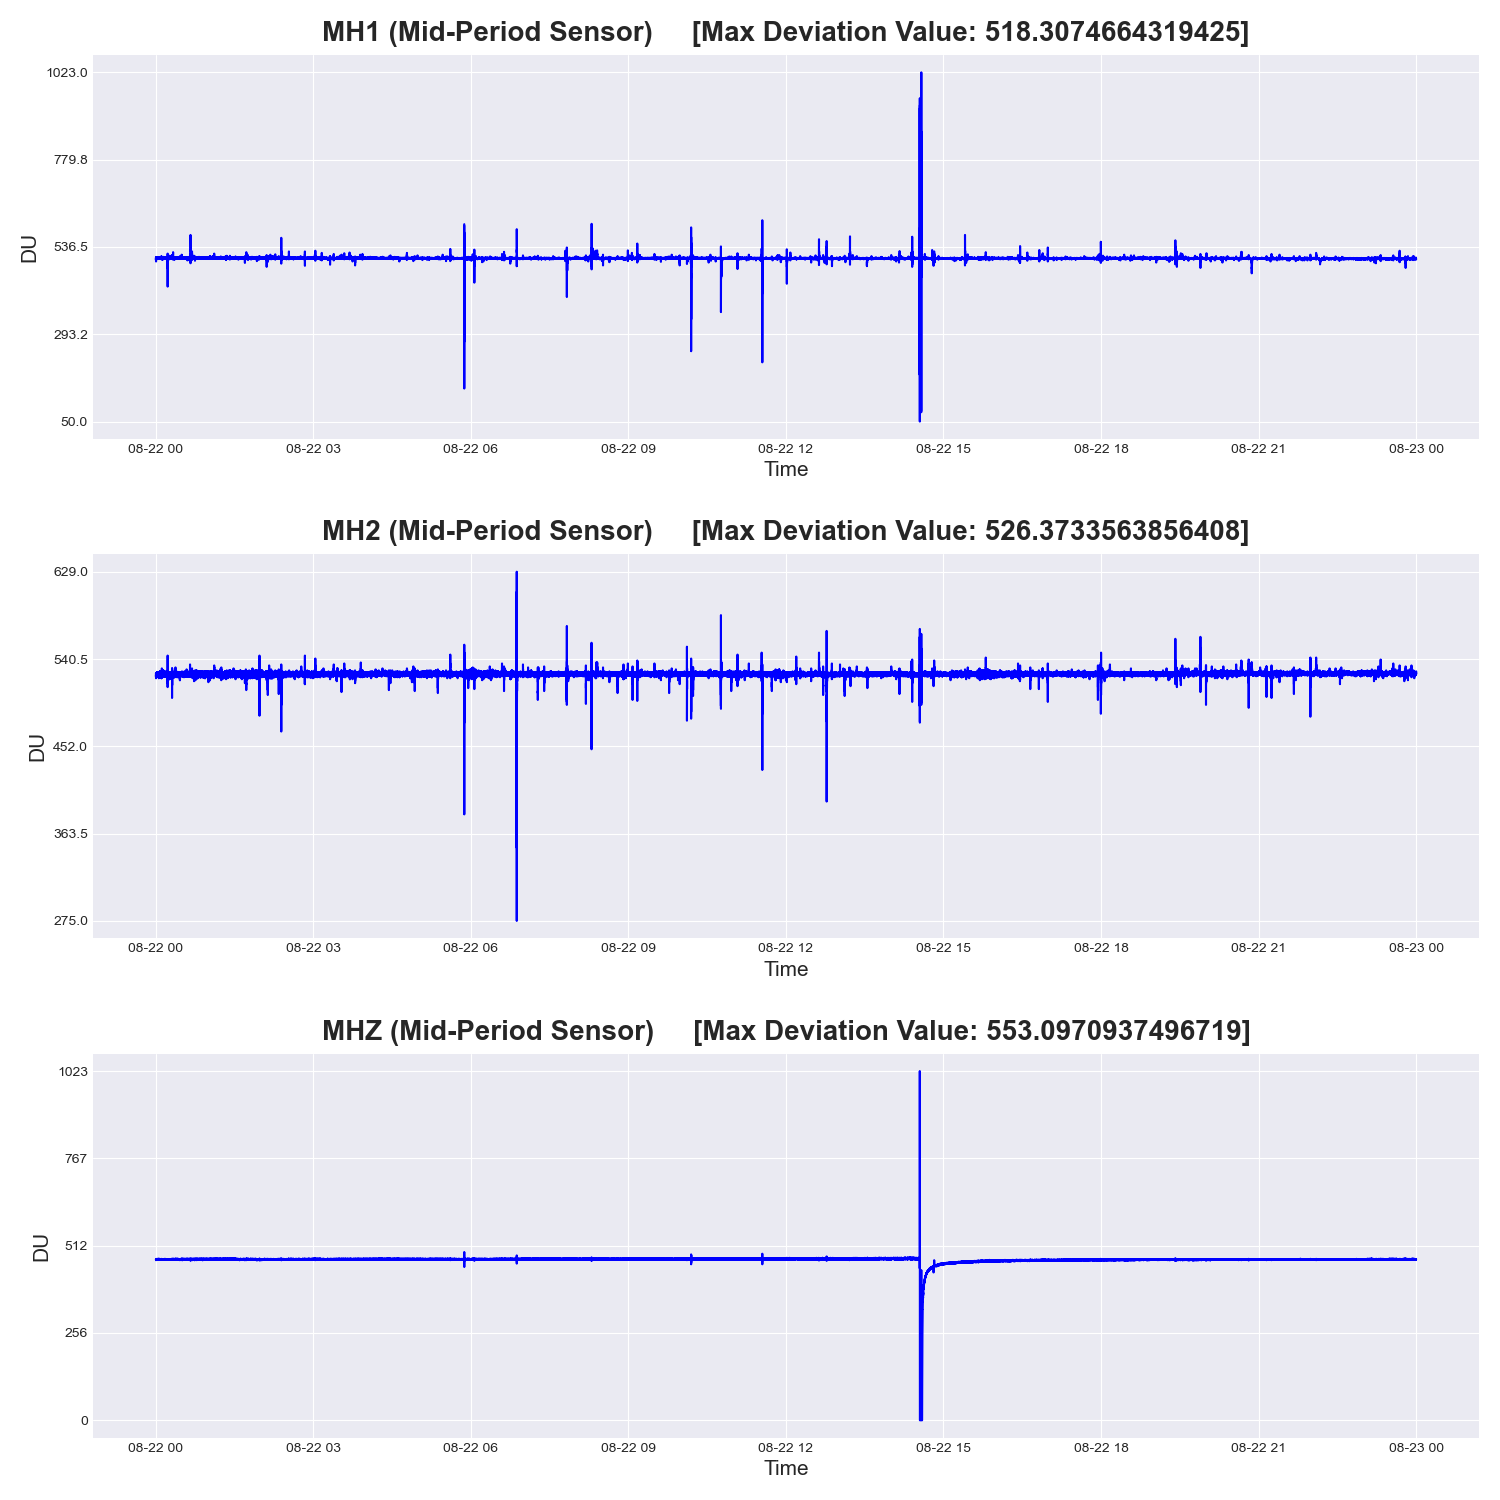 MH1 (Mid-Period Sensor) [Max Deviation Value: 518.3074664319425]
1023.0
779.8
536.5
293.2
50.0
DU
08-22 00 08-22 03 08-22 06 08-22 09 08-22 12 08-22 15 08-22 18 08-22 21 08-23 00
Time
MH2 (Mid-Period Sensor) [Max Deviation Value: 526.3733563856408]
629.0
540.5
452.0
363.5
275.0
DU
08-22 00 08-22 03 08-22 06 08-22 09 08-22 12 08-22 15 08-22 18 08-22 21 08-23 00
Time
MHZ (Mid-Period Sensor) [Max Deviation Value: 553.0970937496719]
1023
767
512
256
0
DU
08-22 00 08-22 03 08-22 06 08-22 09 08-22 12 08-22 15 08-22 18 08-22 21 08-23 00
Time